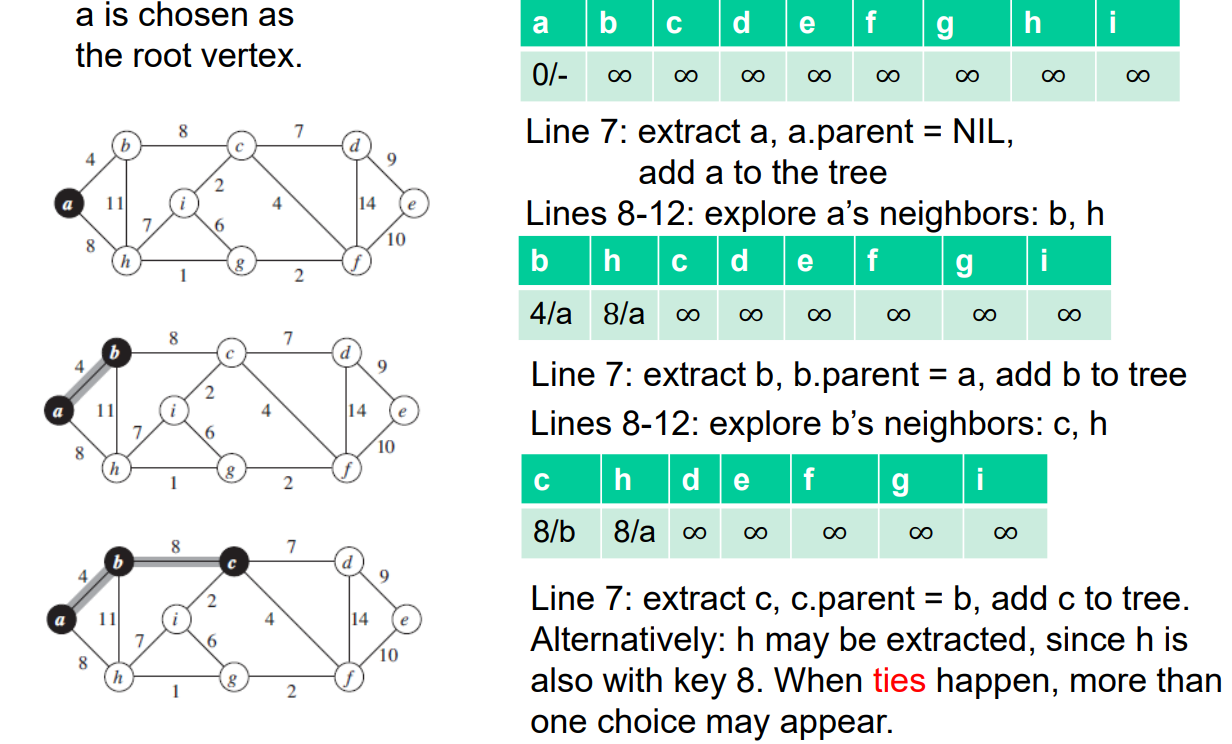 a is chosen as
the root vertex.
a b c d e f g h i
0/- ∞ ∞ ∞ ∞ ∞ ∞ ∞ ∞
Line 7: extract a, a.parent = NIL,
add a to the tree
Lines 8-12: explore a’s neighbors: b, h
8 7
b c d
4 9
2
a 11 i 4 14 e
7 6
8 10
h g f
1 2
b h c d e f g i
4/a 8/a ∞ ∞ ∞ ∞ ∞ ∞
Line 7: extract b, b.parent = a, add b to tree
Lines 8-12: explore b’s neighbors: c, h
8 7
b c d
4 9
2
a 11 i 4 14 e
7 6
8 10
h g f
1 2
c h d e f g i
8/b 8/a ∞ ∞ ∞ ∞ ∞
Line 7: extract c, c.parent = b, add c to tree.
Alternatively: h may be extracted, since h is
also with key 8. When ties happen, more than
one choice may appear.
8 7
b c d
4 9
2
a 11 i 4 14 e
7 6
8 10
h g f
1 2